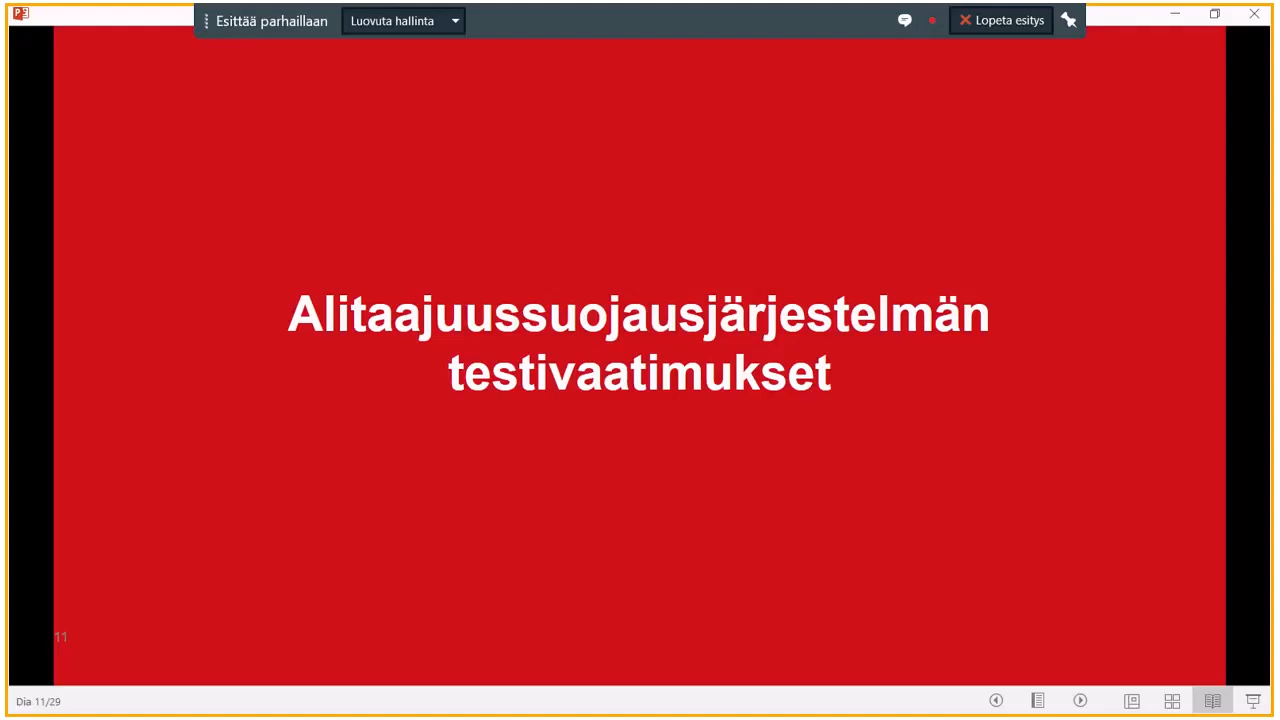 Esittää parhaillaan
Luovuta hallinta
Lopeta esitys
Alitaajuussuojausjärjestelmän
testivaatimukset
11
Dia 11/29